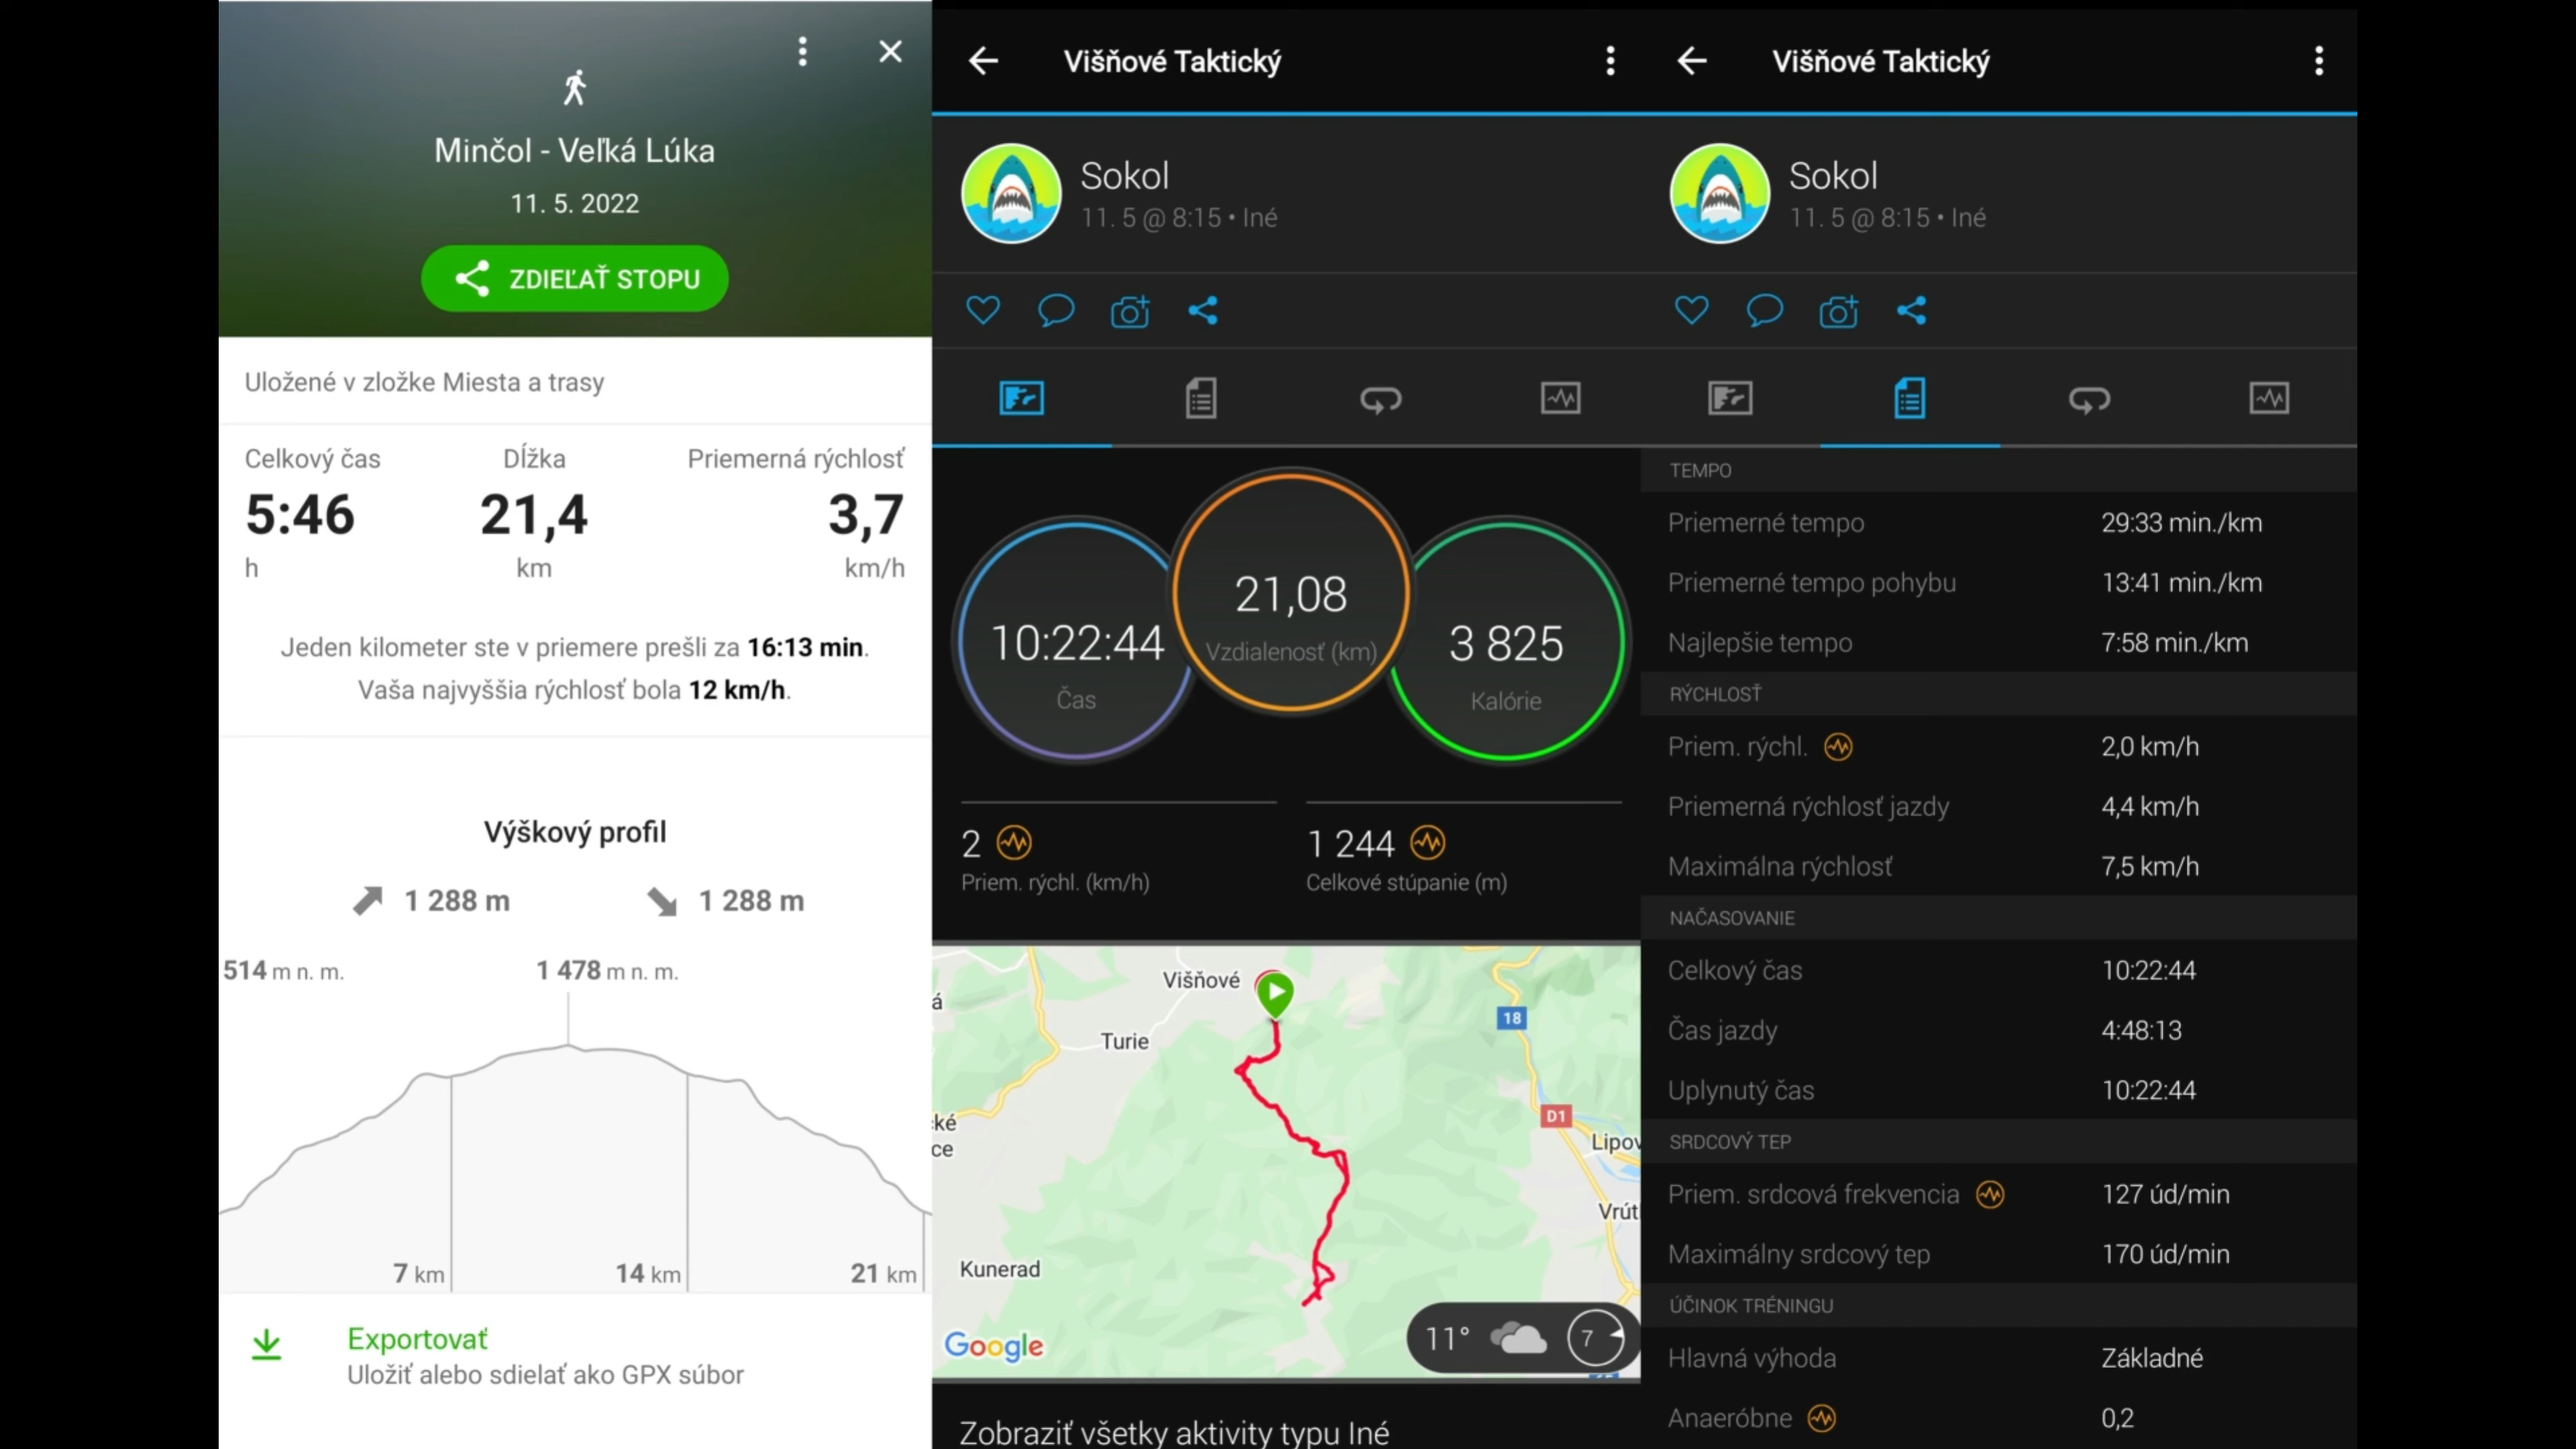 Minčol - Veľká Lúka
11. 5. 2022
ZDIEĽAŤ STOPU
Uložené v zložke Miesta a trasy
Celkový čas Dĺžka Priemerná rýchlosť
5:46 21,4 3,7
h km km/h
Jeden kilometer ste v priemere prešli za 16:13 min.
Vaša najvyššia rýchlosť bola 12 km/h.
Výškový profil
1 288 m 1 288 m
514 m n. m. 1 478 m n. m.
7 km 14 km 21 km
Exportovať
Uložiť alebo sdielať ako GPX súbor
Višňové Taktický
Sokol
11. 5 @ 8:15 • Iné
10:22:44
Čas
21,08
Vzdialenosť (km)
3 825
Kalórie
2
Priem. rýchl. (km/h)
1 244
Celkové stúpanie (m)
Višňové
á
18
Turie
D1
ké
ce
Lipov
Vrút
Kunerad
Google
11° 7
Zobraziť všetky aktivity typu Iné
Višňové Taktický
Sokol
11. 5 @ 8:15 • Iné
TEMPO
Priemerné tempo 29:33 min./km
Priemerné tempo pohybu 13:41 min./km
Najlepšie tempo 7:58 min./km
RÝCHLOSŤ
Priem. rýchl. 2,0 km/h
Priemerná rýchlosť jazdy 4,4 km/h
Maximálna rýchlosť 7,5 km/h
NAČASOVANIE
Celkový čas 10:22:44
Čas jazdy 4:48:13
Uplynutý čas 10:22:44
SRDCOVÝ TEP
Priem. srdcová frekvencia 127 úd/min
Maximálny srdcový tep 170 úd/min
ÚČINOK TRÉNINGU
Hlavná výhoda Základné
Anaeróbne 0,2